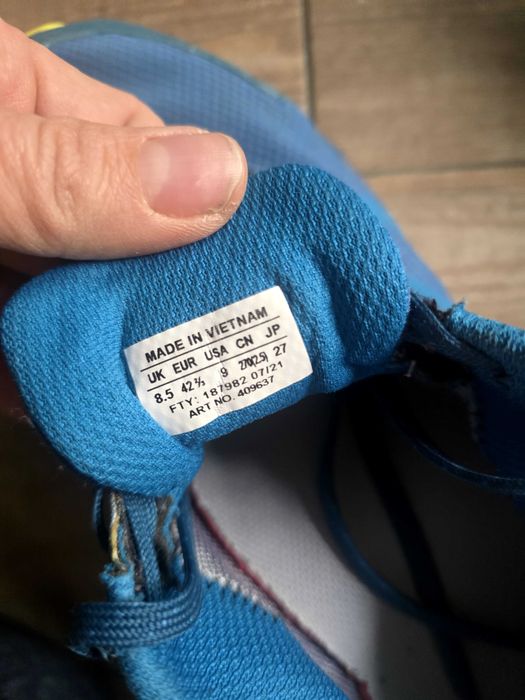 MADE IN VIETNAM
UK EUR USA CN JP
8.5 42⅔ 9 270(2.5) 27
FTY: 187982 07/21
ART NO. 409637